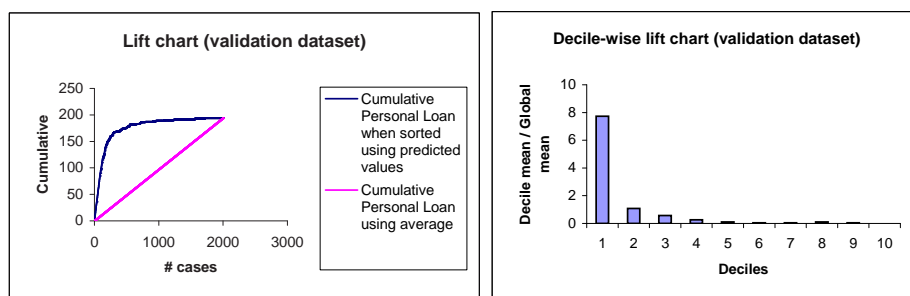 Lift chart (validation dataset)
250
200
150
100
50
0
0 1000 2000 3000
Cumulative
# cases
Cumulative
Personal Loan
when sorted
using predicted
values
Cumulative
Personal Loan
using average
Decile-wise lift chart (validation dataset)
10
8
6
4
2
0
1 2 3 4 5 6 7 8 9 10
Decile mean / Global
mean
Deciles